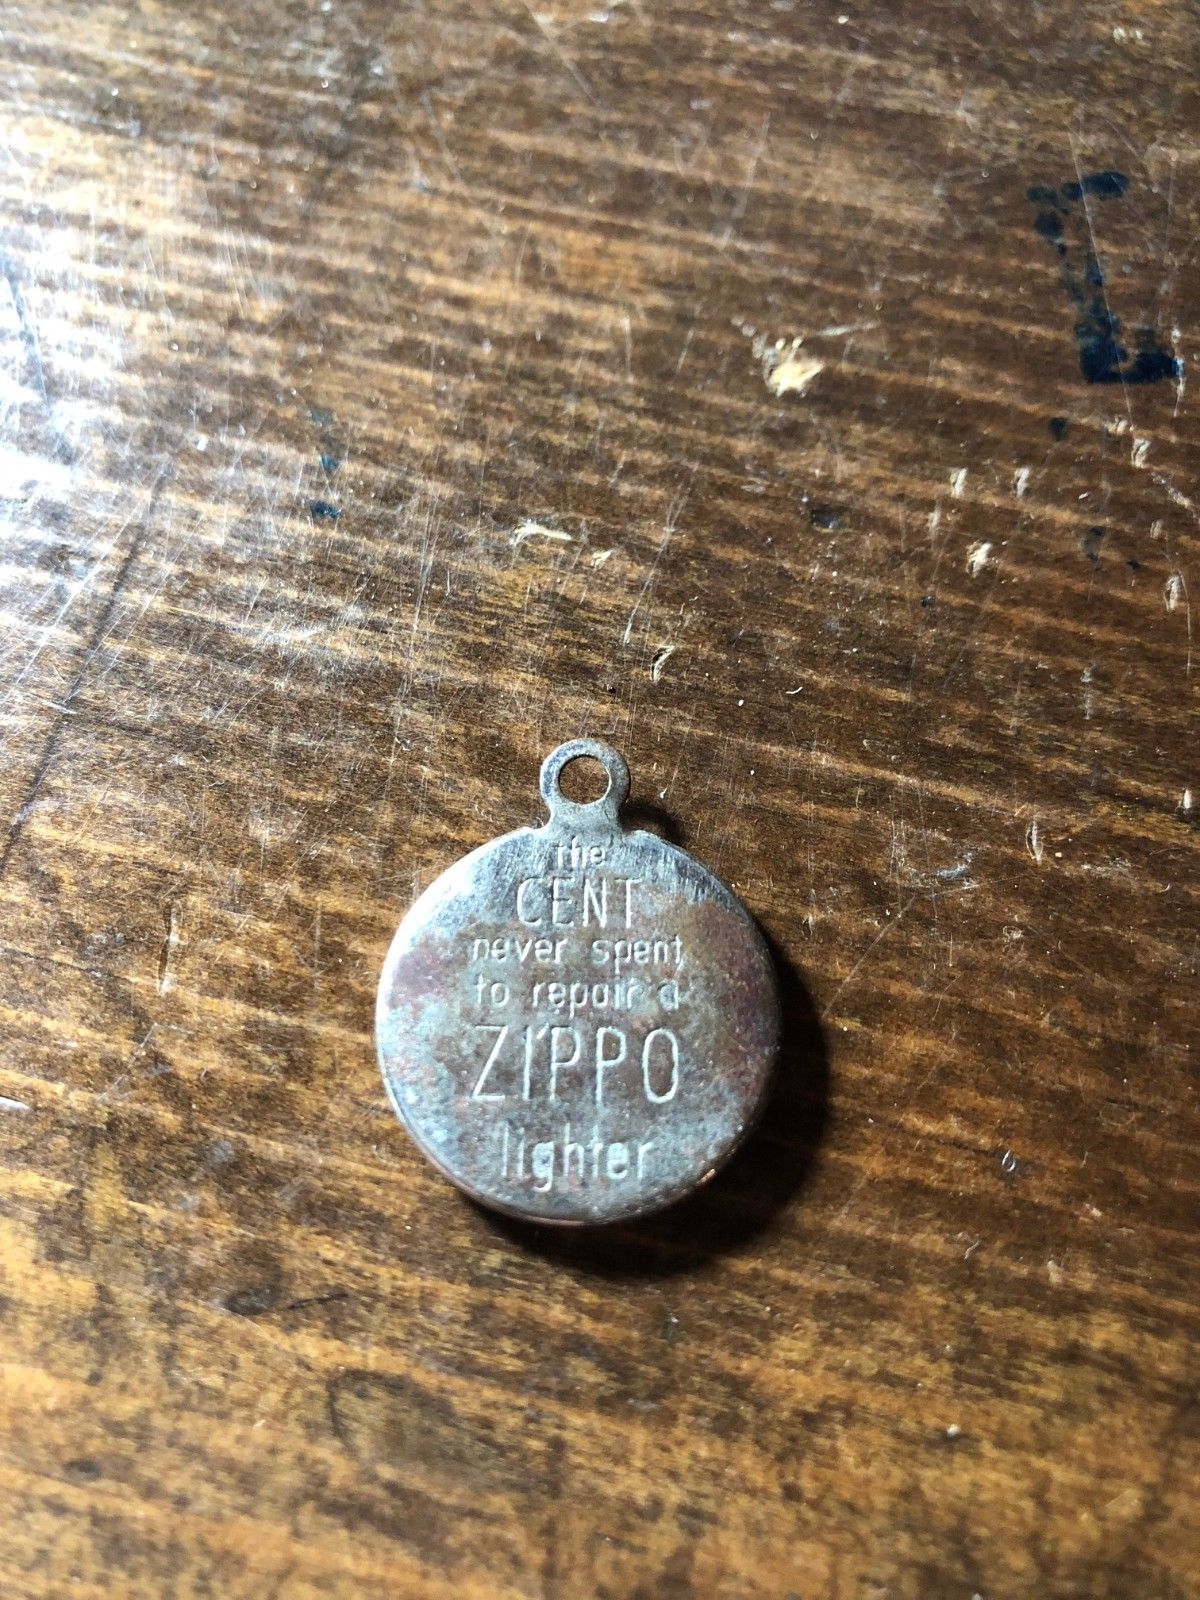 the
CENT
never spent
to repair a
ZIPPO
lighter